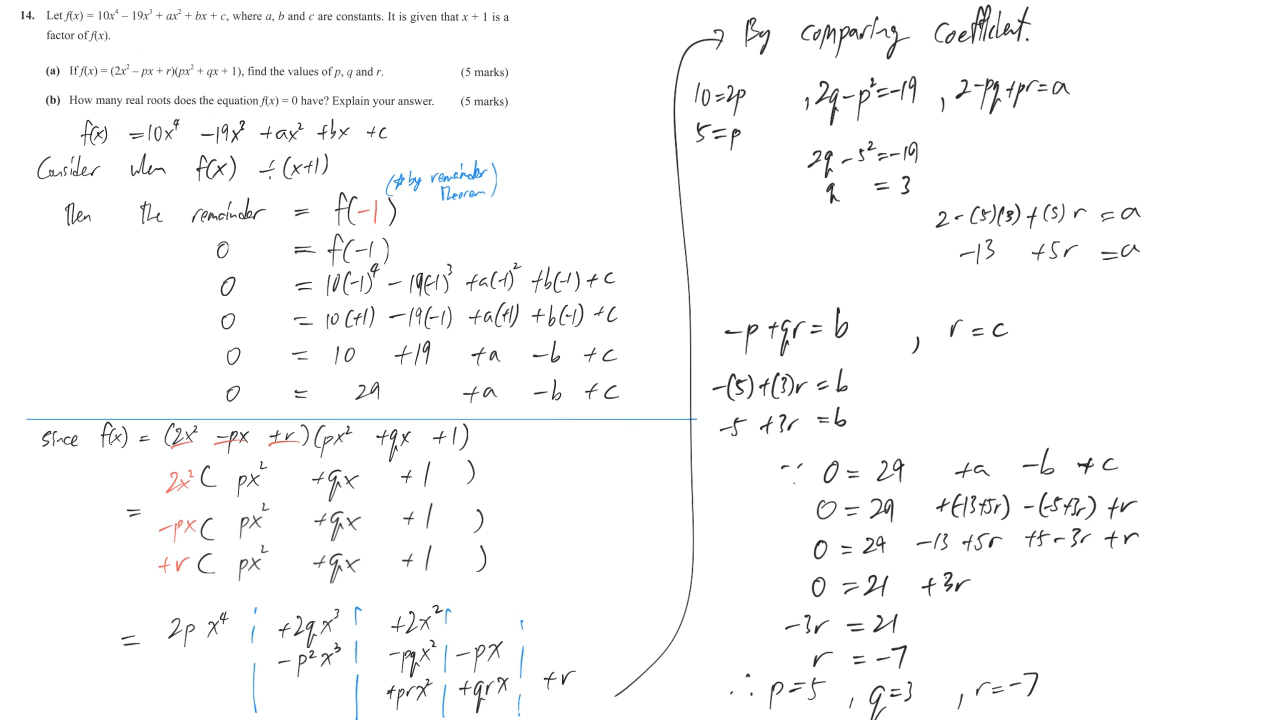 14. Let f(x) = 10x⁴ – 19x³ + ax² + bx + c, where a, b and c are constants. It is given that x + 1 is a
factor of f(x).
(a) If f(x) = (2x² – px + r)(px² + qx + 1), find the values of p, q and r. (5 marks)
(b) How many real roots does the equation f(x) = 0 have? Explain your answer. (5 marks)
f(x) = 10x⁴ -19x³ +ax² +bx +c
Consider when f(x) ÷ (x+1)
(* by remainder
Theorem)
Then the remainder = f(-1)
0 = f(-1)
0 = 10(-1)⁴ -19(-1)³ +a(-1)² +b(-1) +c
0 = 10(+1) -19(-1) +a(+1) +b(-1) +c
0 = 10 +19 +a -b +c
0 = 29 +a -b +c
since f(x) = (2x² -px +r)(px² +qx +1)
2x²( px² +qx +1 )
=
-px( px² +qx +1 )
+r( px² +qx +1 )
= 2p x⁴ +2qx³ +2x²
-p²x³ -pqx² -px
+prx² +qrx +r
→ By comparing coefficient.
10=2p , 2q-p²=-19 , 2-pq+pr=a
5=p
2q-5²=-19
q = 3
2-(5)(3)+(5)r = a
-13 +5r = a
-p+qr=b , r=c
-(5)+(3)r = b
-5 +3r = b
∵ 0 = 29 +a -b +c
0 = 29 +(-13+5r) -(-5+3r) +r
0 = 29 -13 +5r +5-3r +r
0 = 21 +3r
-3r = 21
r = -7
∴ p=5 , q=3 , r=-7